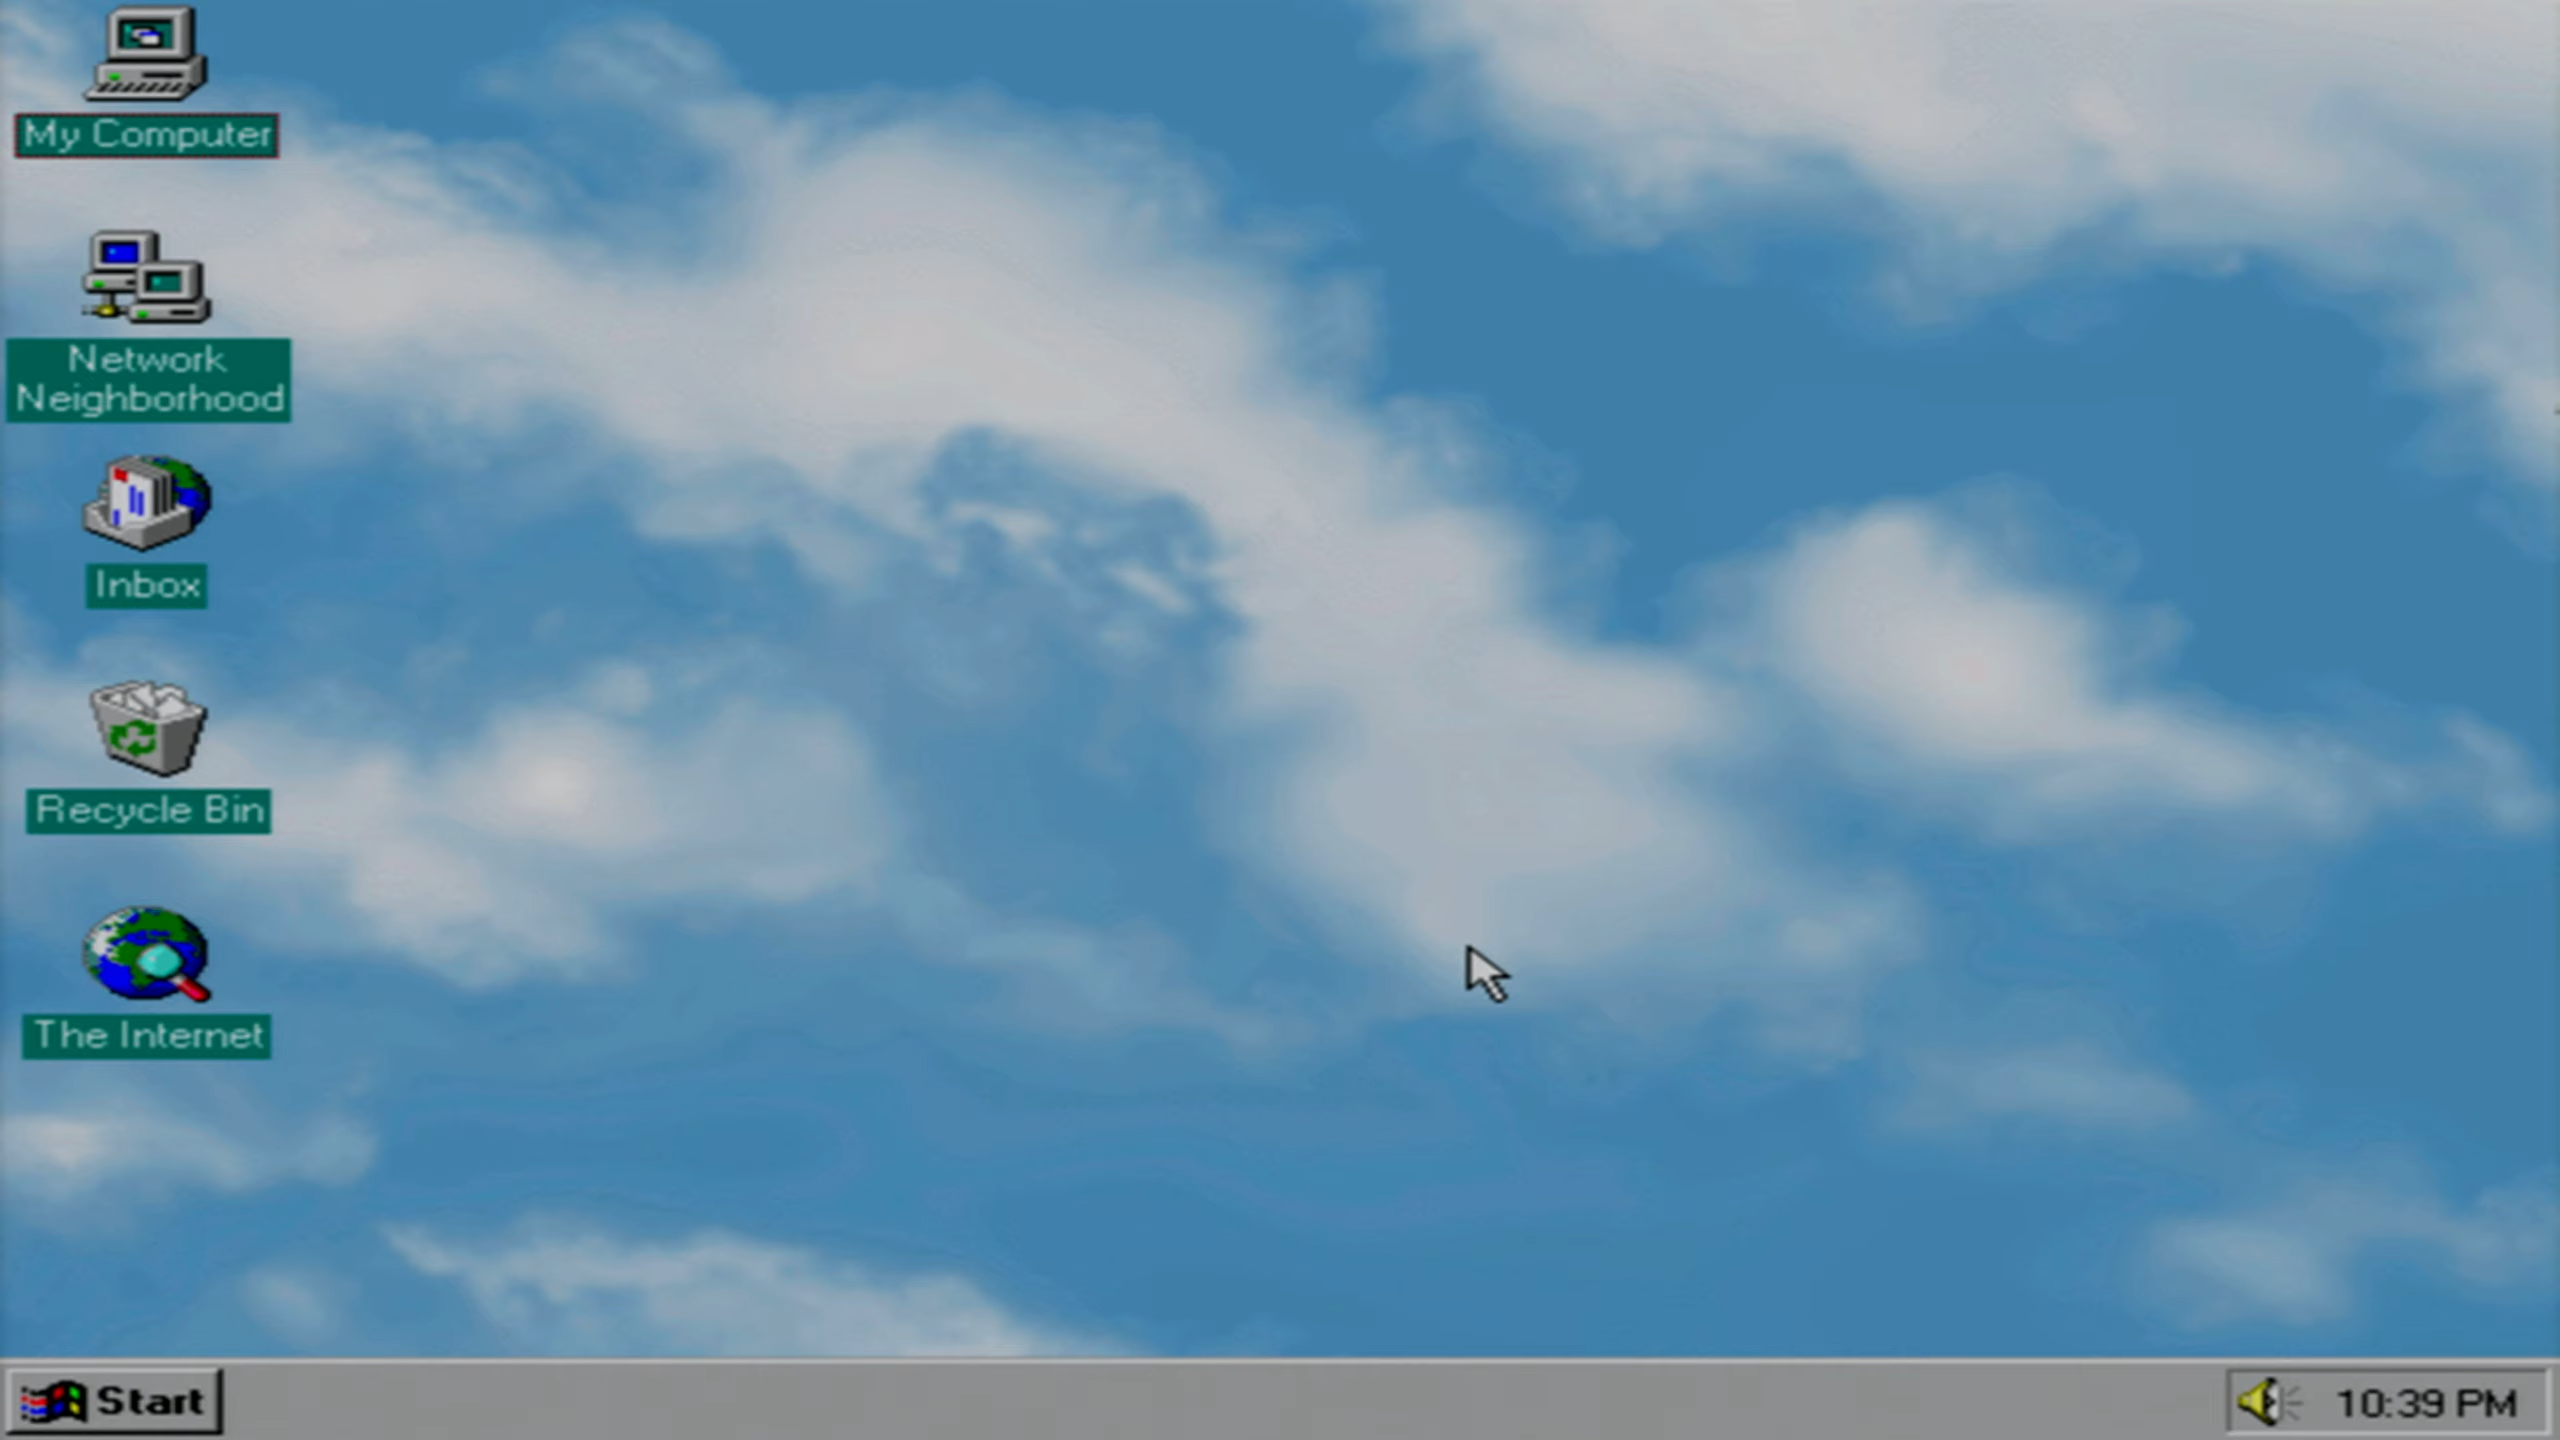 My Computer
Network
Neighborhood
Inbox
Recycle Bin
The Internet
Start
10:39 PM